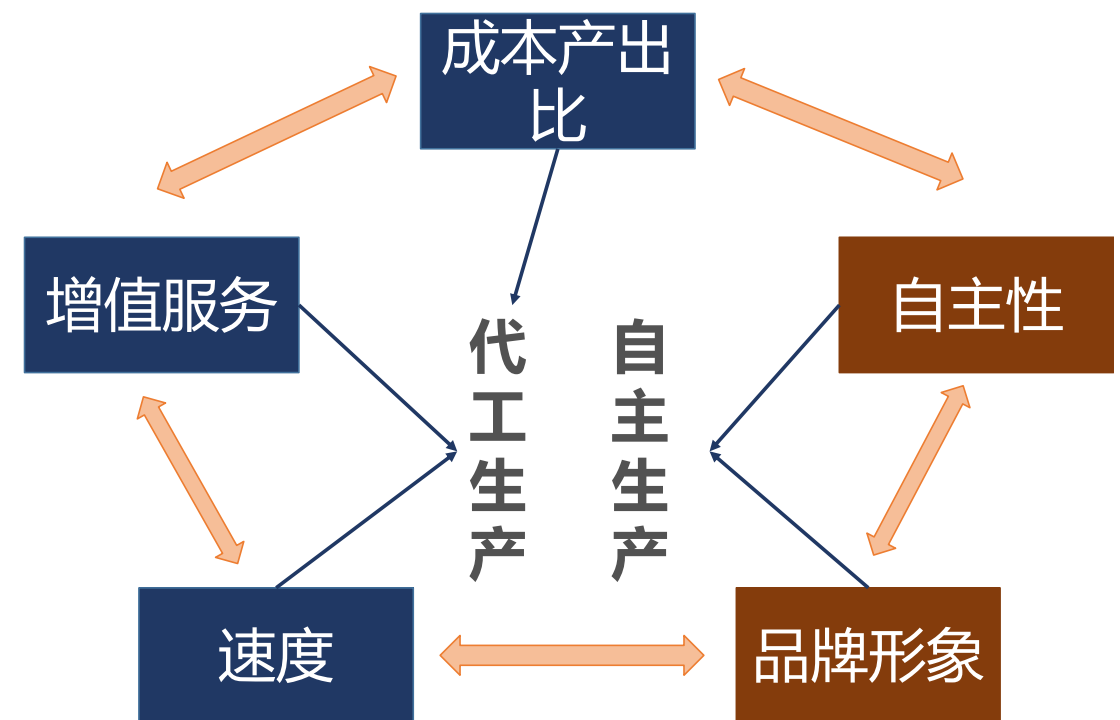 成本产出
比
增值服务
自主性
代工生产
自主生产
速度
品牌形象